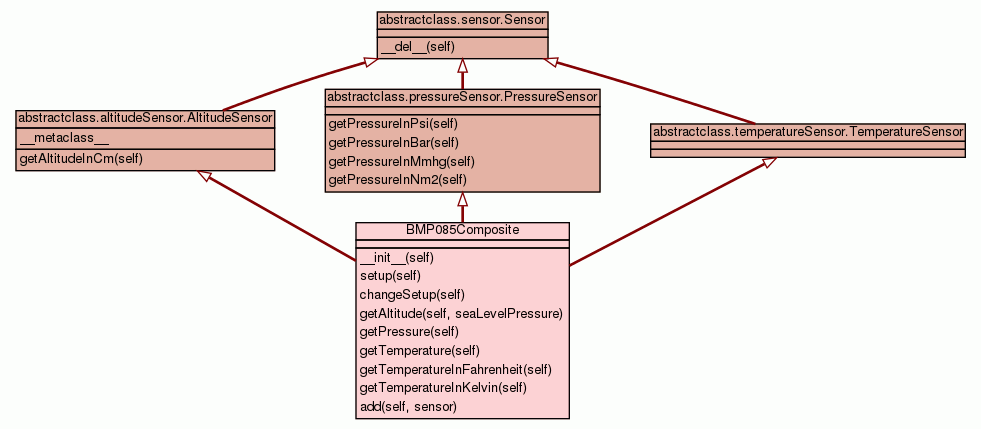 abstractclass.sensor.Sensor
__del__(self)
abstractclass.altitudeSensor.AltitudeSensor
__metaclass__
getAltitudeInCm(self)
abstractclass.pressureSensor.PressureSensor
getPressureInPsi(self)
getPressureInBar(self)
getPressureInMmhg(self)
getPressureInNm2(self)
abstractclass.temperatureSensor.TemperatureSensor
BMP085Composite
__init__(self)
setup(self)
changeSetup(self)
getAltitude(self, seaLevelPressure)
getPressure(self)
getTemperature(self)
getTemperatureInFahrenheit(self)
getTemperatureInKelvin(self)
add(self, sensor)